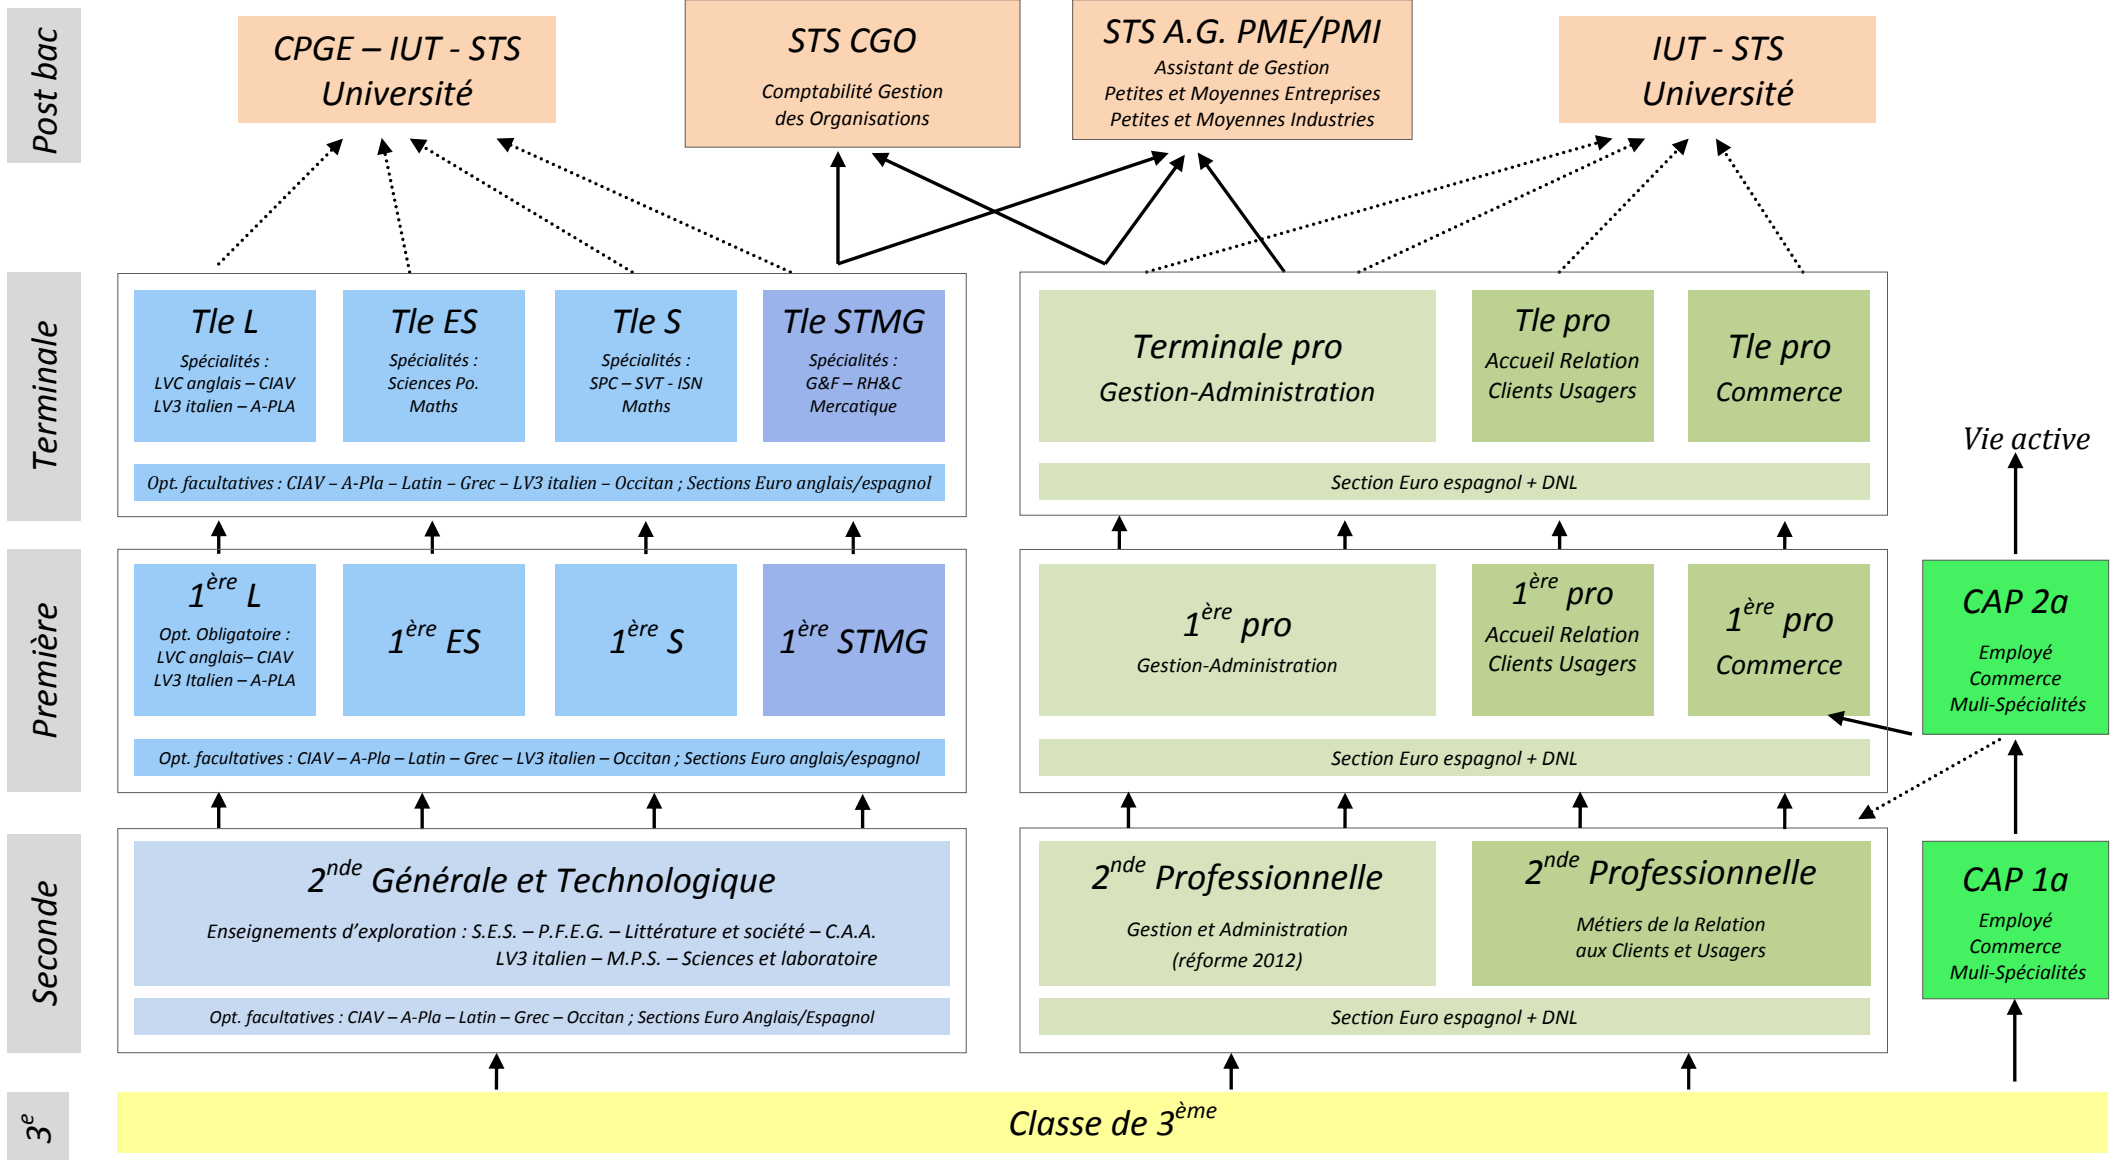 Post bac
CPGE – IUT - STS
Université
STS CGO
Comptabilité Gestion
des Organisations
STS A.G. PME/PMI
Assistant de Gestion
Petites et Moyennes Entreprises
Petites et Moyennes Industries
IUT - STS
Université
Terminale
Tle L
Spécialités :
LVC anglais – CIAV
LV3 italien – A-PLA
Tle ES
Spécialités :
Sciences Po.
Maths
Tle S
Spécialités :
SPC – SVT - ISN
Maths
Tle STMG
Spécialités :
G&F – RH&C
Mercatique
Opt. facultatives : CIAV – A-Pla – Latin – Grec – LV3 italien – Occitan ; Sections Euro anglais/espagnol
Terminale pro
Gestion-Administration
Tle pro
Accueil Relation
Clients Usagers
Tle pro
Commerce
Section Euro espagnol + DNL
Vie active
Première
1ère L
Opt. Obligatoire :
LVC anglais– CIAV
LV3 Italien – A-PLA
1ère ES
1ère S
1ère STMG
Opt. facultatives : CIAV – A-Pla – Latin – Grec – LV3 italien – Occitan ; Sections Euro anglais/espagnol
1ère pro
Gestion-Administration
1ère pro
Accueil Relation
Clients Usagers
1ère pro
Commerce
Section Euro espagnol + DNL
CAP 2a
Employé
Commerce
Muli-Spécialités
Seconde
2nde Générale et Technologique
Enseignements d’exploration : S.E.S. – P.F.E.G. – Littérature et société – C.A.A.
LV3 italien – M.P.S. – Sciences et laboratoire
Opt. facultatives : CIAV – A-Pla – Latin – Grec – Occitan ; Sections Euro Anglais/Espagnol
2nde Professionnelle
Gestion et Administration
(réforme 2012)
2nde Professionnelle
Métiers de la Relation
aux Clients et Usagers
Section Euro espagnol + DNL
CAP 1a
Employé
Commerce
Muli-Spécialités
3e
Classe de 3ème